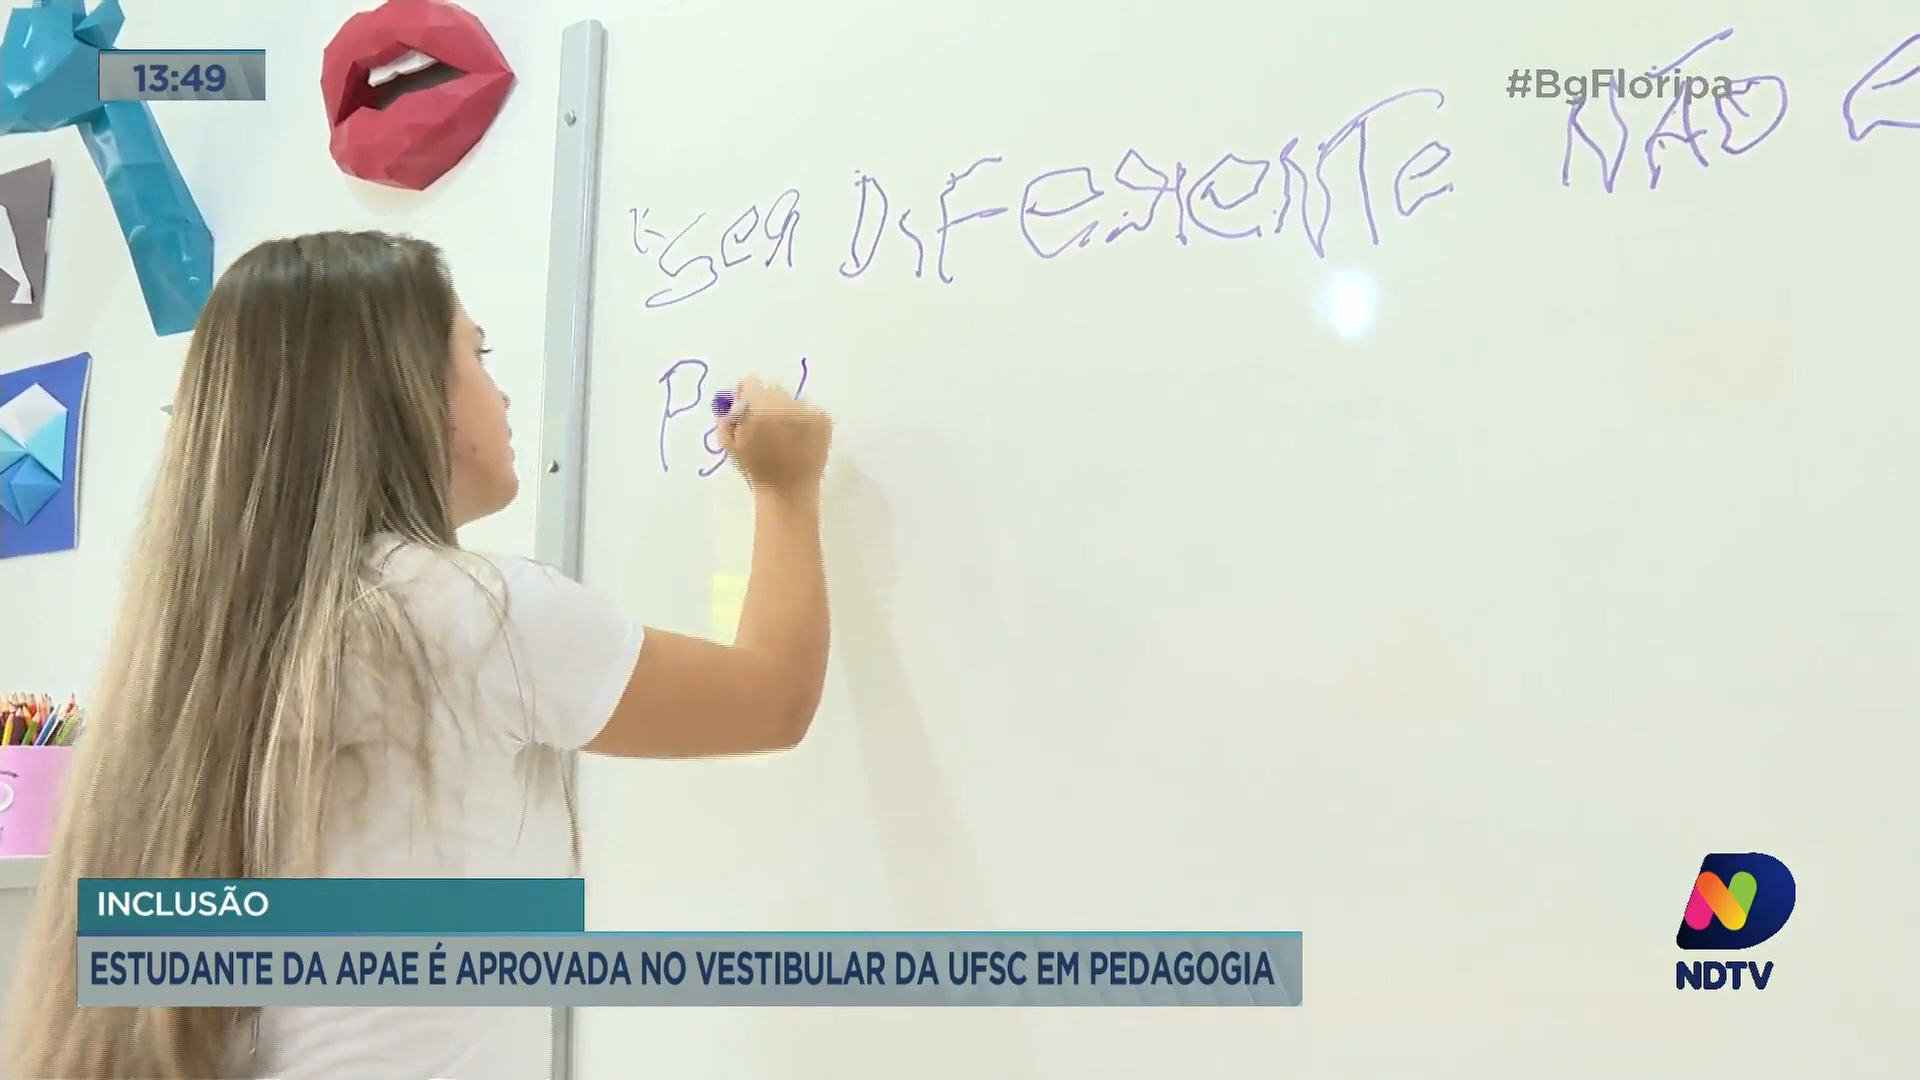 13:49
#BgFloripa
"Ser DiFERENTe NÃO É
INCLUSÃO
ESTUDANTE DA APAE É APROVADA NO VESTIBULAR DA UFSC EM PEDAGOGIA
NDTV